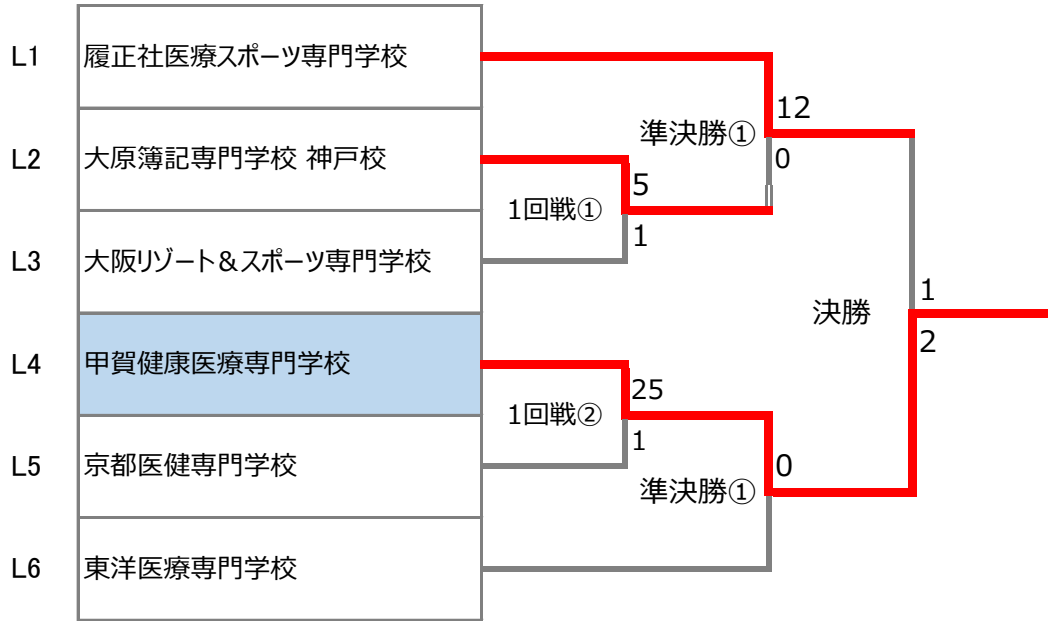 L1 履正社医療スポーツ専門学校
12
準決勝①
0
L2 大原簿記専門学校 神戸校
5
1回戦①
1
L3 大阪リゾート＆スポーツ専門学校
1
決勝
2
L4 甲賀健康医療専門学校
25
1回戦②
1
L5 京都医健専門学校
0
準決勝①
L6 東洋医療専門学校